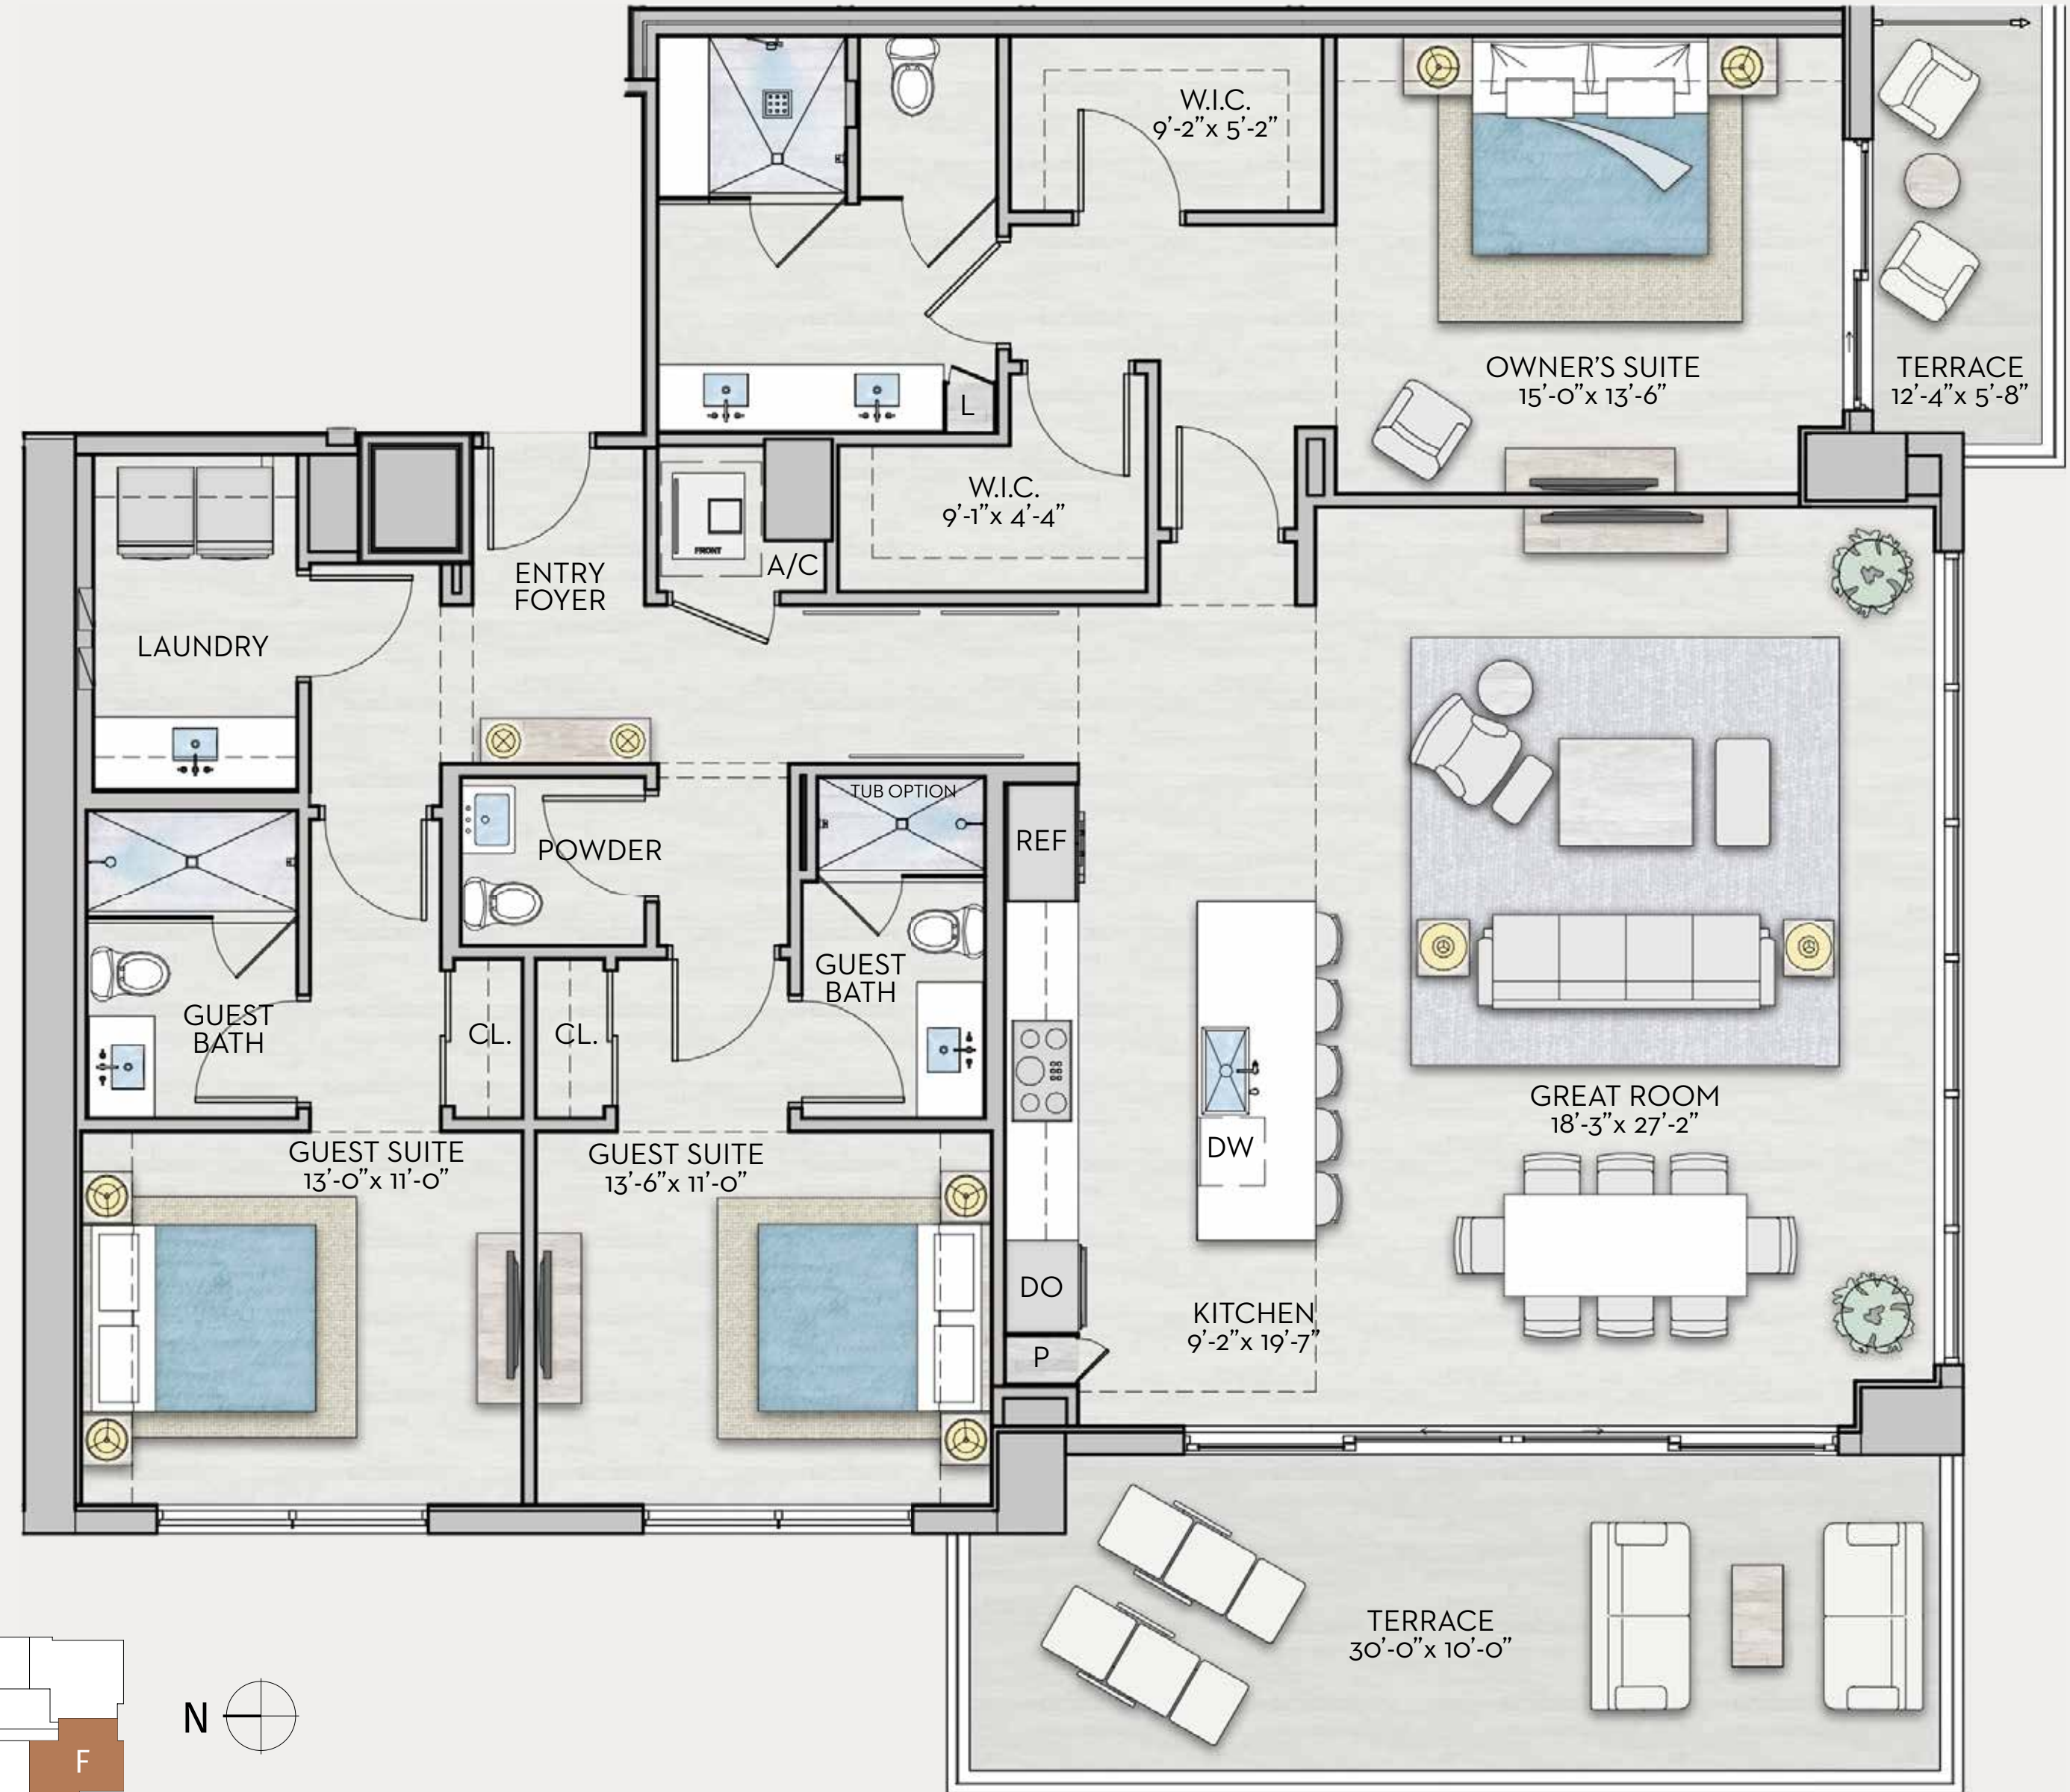 W.I.C.
9'-2"x 5'-2"
OWNER'S SUITE
15'-0"x 13'-6"
TERRACE
12'-4"x 5'-8"
L
W.I.C.
9'-1"x 4'-4"
FRONT
A/C
ENTRY
FOYER
LAUNDRY
TUB OPTION
REF
POWDER
GUEST
BATH
GUEST
BATH
CL.
CL.
GREAT ROOM
18'-3"x 27'-2"
DW
GUEST SUITE
13'-0"x 11'-0"
GUEST SUITE
13'-6"x 11'-0"
DO
KITCHEN
9'-2"x 19'-7"
P
TERRACE
30'-0"x 10'-0"
N
F